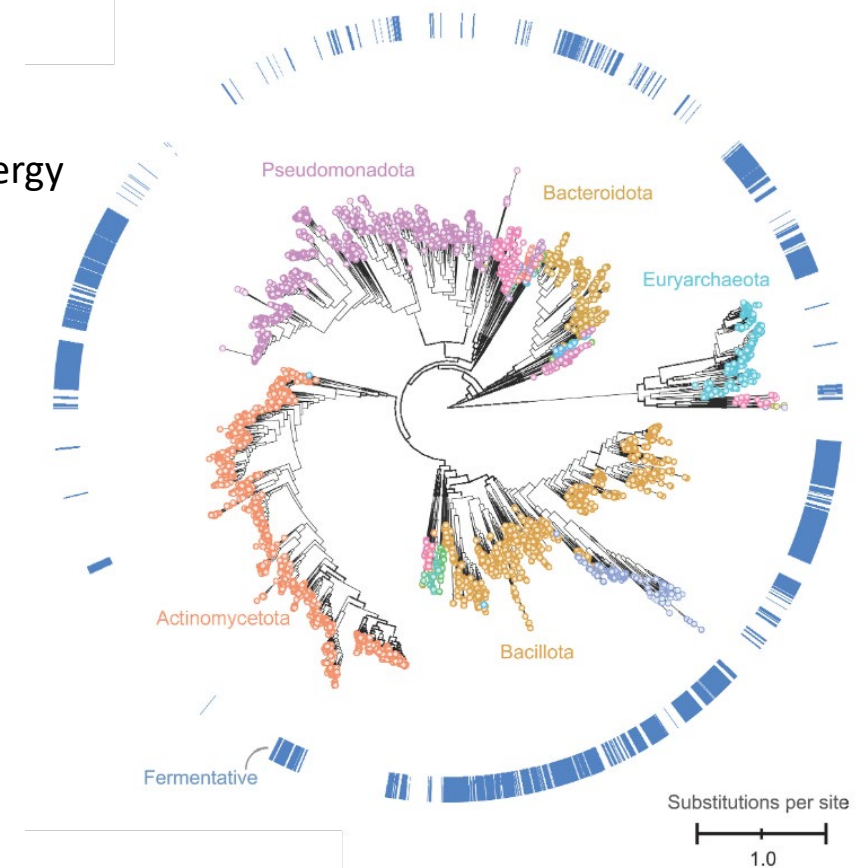 ergy
Pseudomonadota
Bacteroidota
Euryarchaeota
Actinomycetota
Bacillota
Fermentative
Substitutions per site
1.0